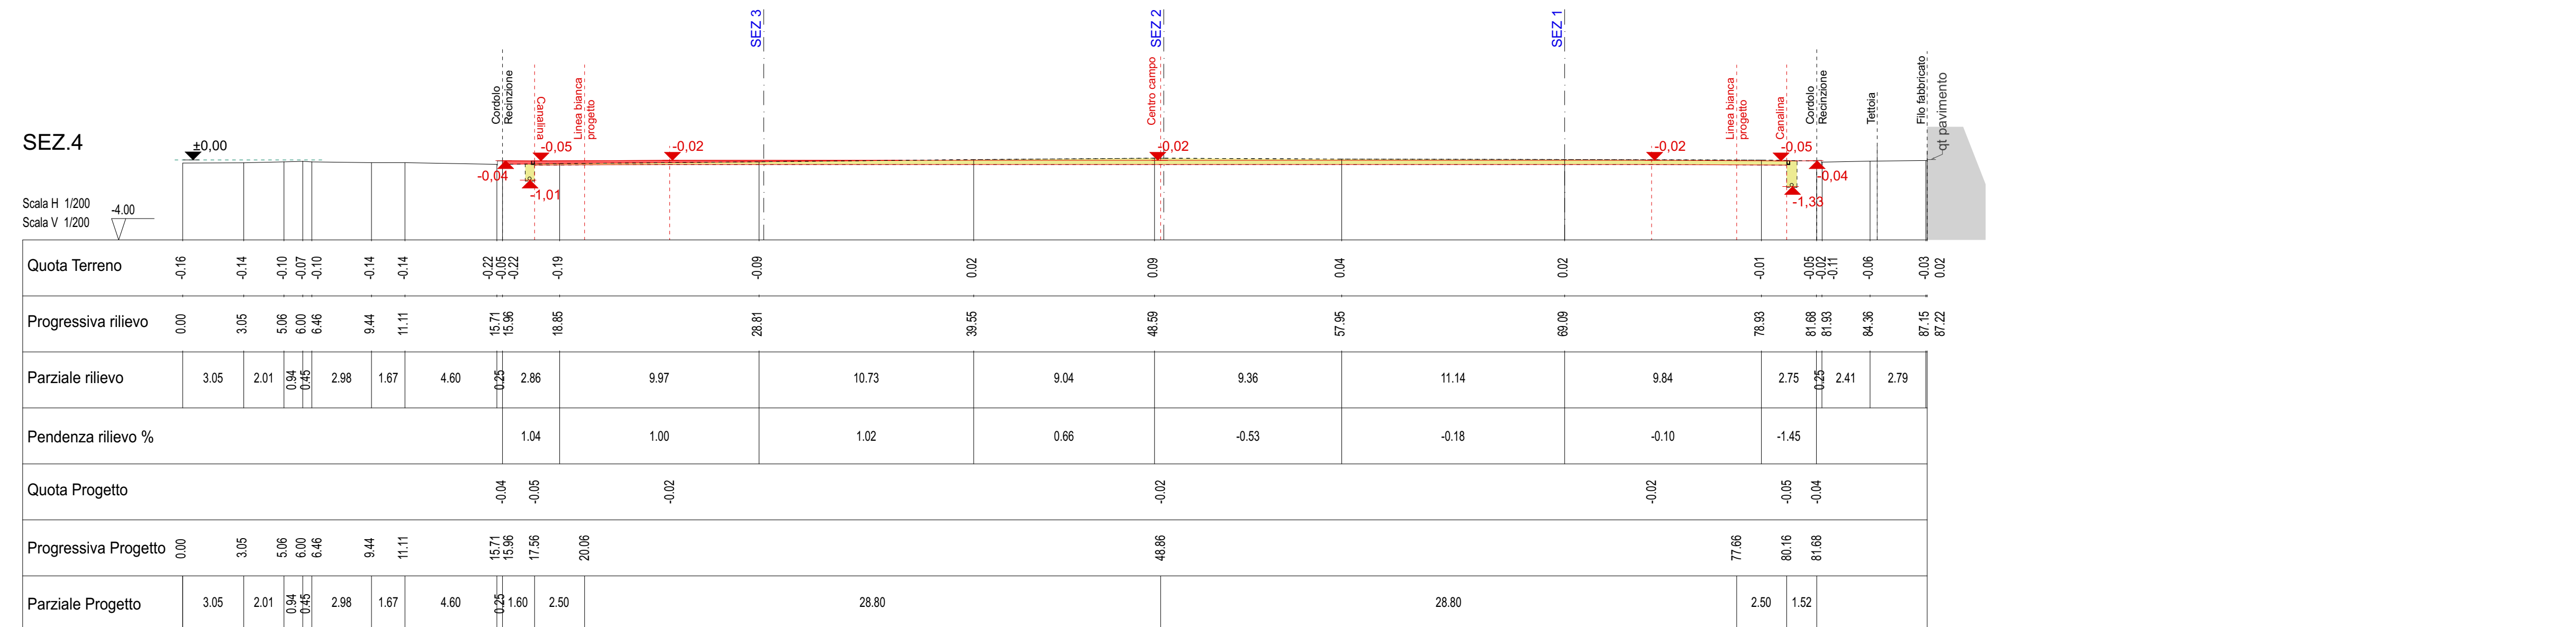 SEZ 3
SEZ 2
SEZ 1
Cordolo
Recinzione
Canalina
Linea bianca
progetto
Centro campo
Linea bianca
progetto
Canalina
Cordolo
Recinzione
Tettoia
Filo fabbricato
qt pavimento
SEZ.4
±0,00
-0,05
-0,02
-0,02
-0,02
-0,05
-0,04
-1,01
-0,04
-1,33
Scala H 1/200
Scala V 1/200
-4.00
Quota Terreno -0.16 -0.14 -0.10 -0.07 -0.10 -0.14 -0.14 -0.22 -0.05 -0.22 -0.19 -0.09 0.02 0.09 0.04 0.02 -0.01 -0.05 -0.02 -0.11 -0.06 -0.03 0.02
Progressiva rilievo 0.00 3.05 5.06 6.00 6.46 9.44 11.11 15.71 15.96 18.85 28.81 39.55 48.59 57.95 69.09 78.93 81.68 81.93 84.36 87.15 87.22
Parziale rilievo 3.05 2.01 0.94 0.45 2.98 1.67 4.60 0.25 2.86 9.97 10.73 9.04 9.36 11.14 9.84 2.75 0.25 2.41 2.79
Pendenza rilievo % 1.04 1.00 1.02 0.66 -0.53 -0.18 -0.10 -1.45
Quota Progetto -0.04 -0.05 -0.02 -0.02 -0.02 -0.05 -0.04
Progressiva Progetto 0.00 3.05 5.06 6.00 6.46 9.44 11.11 15.71 15.96 17.56 20.06 48.86 77.66 80.16 81.68
Parziale Progetto 3.05 2.01 0.94 0.45 2.98 1.67 4.60 0.25 1.60 2.50 28.80 28.80 2.50 1.52